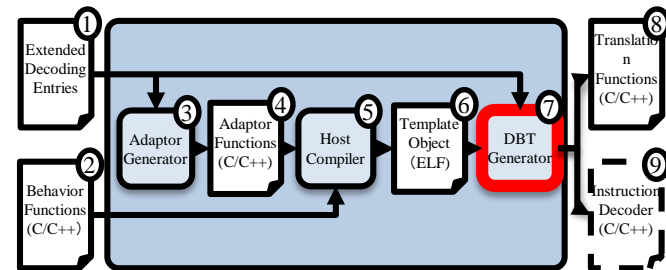 1
Extended
Decoding
Entries
2
Behavior
Functions
(C/C++)
3
Adaptor
Generator
4
Adaptor
Functions
(C/C++)
5
Host
Compiler
6
Template
Object
(ELF)
7
DBT
Generator
8
Translatio
n
Functions
(C/C++)
9
Instruction
Decoder
(C/C++)